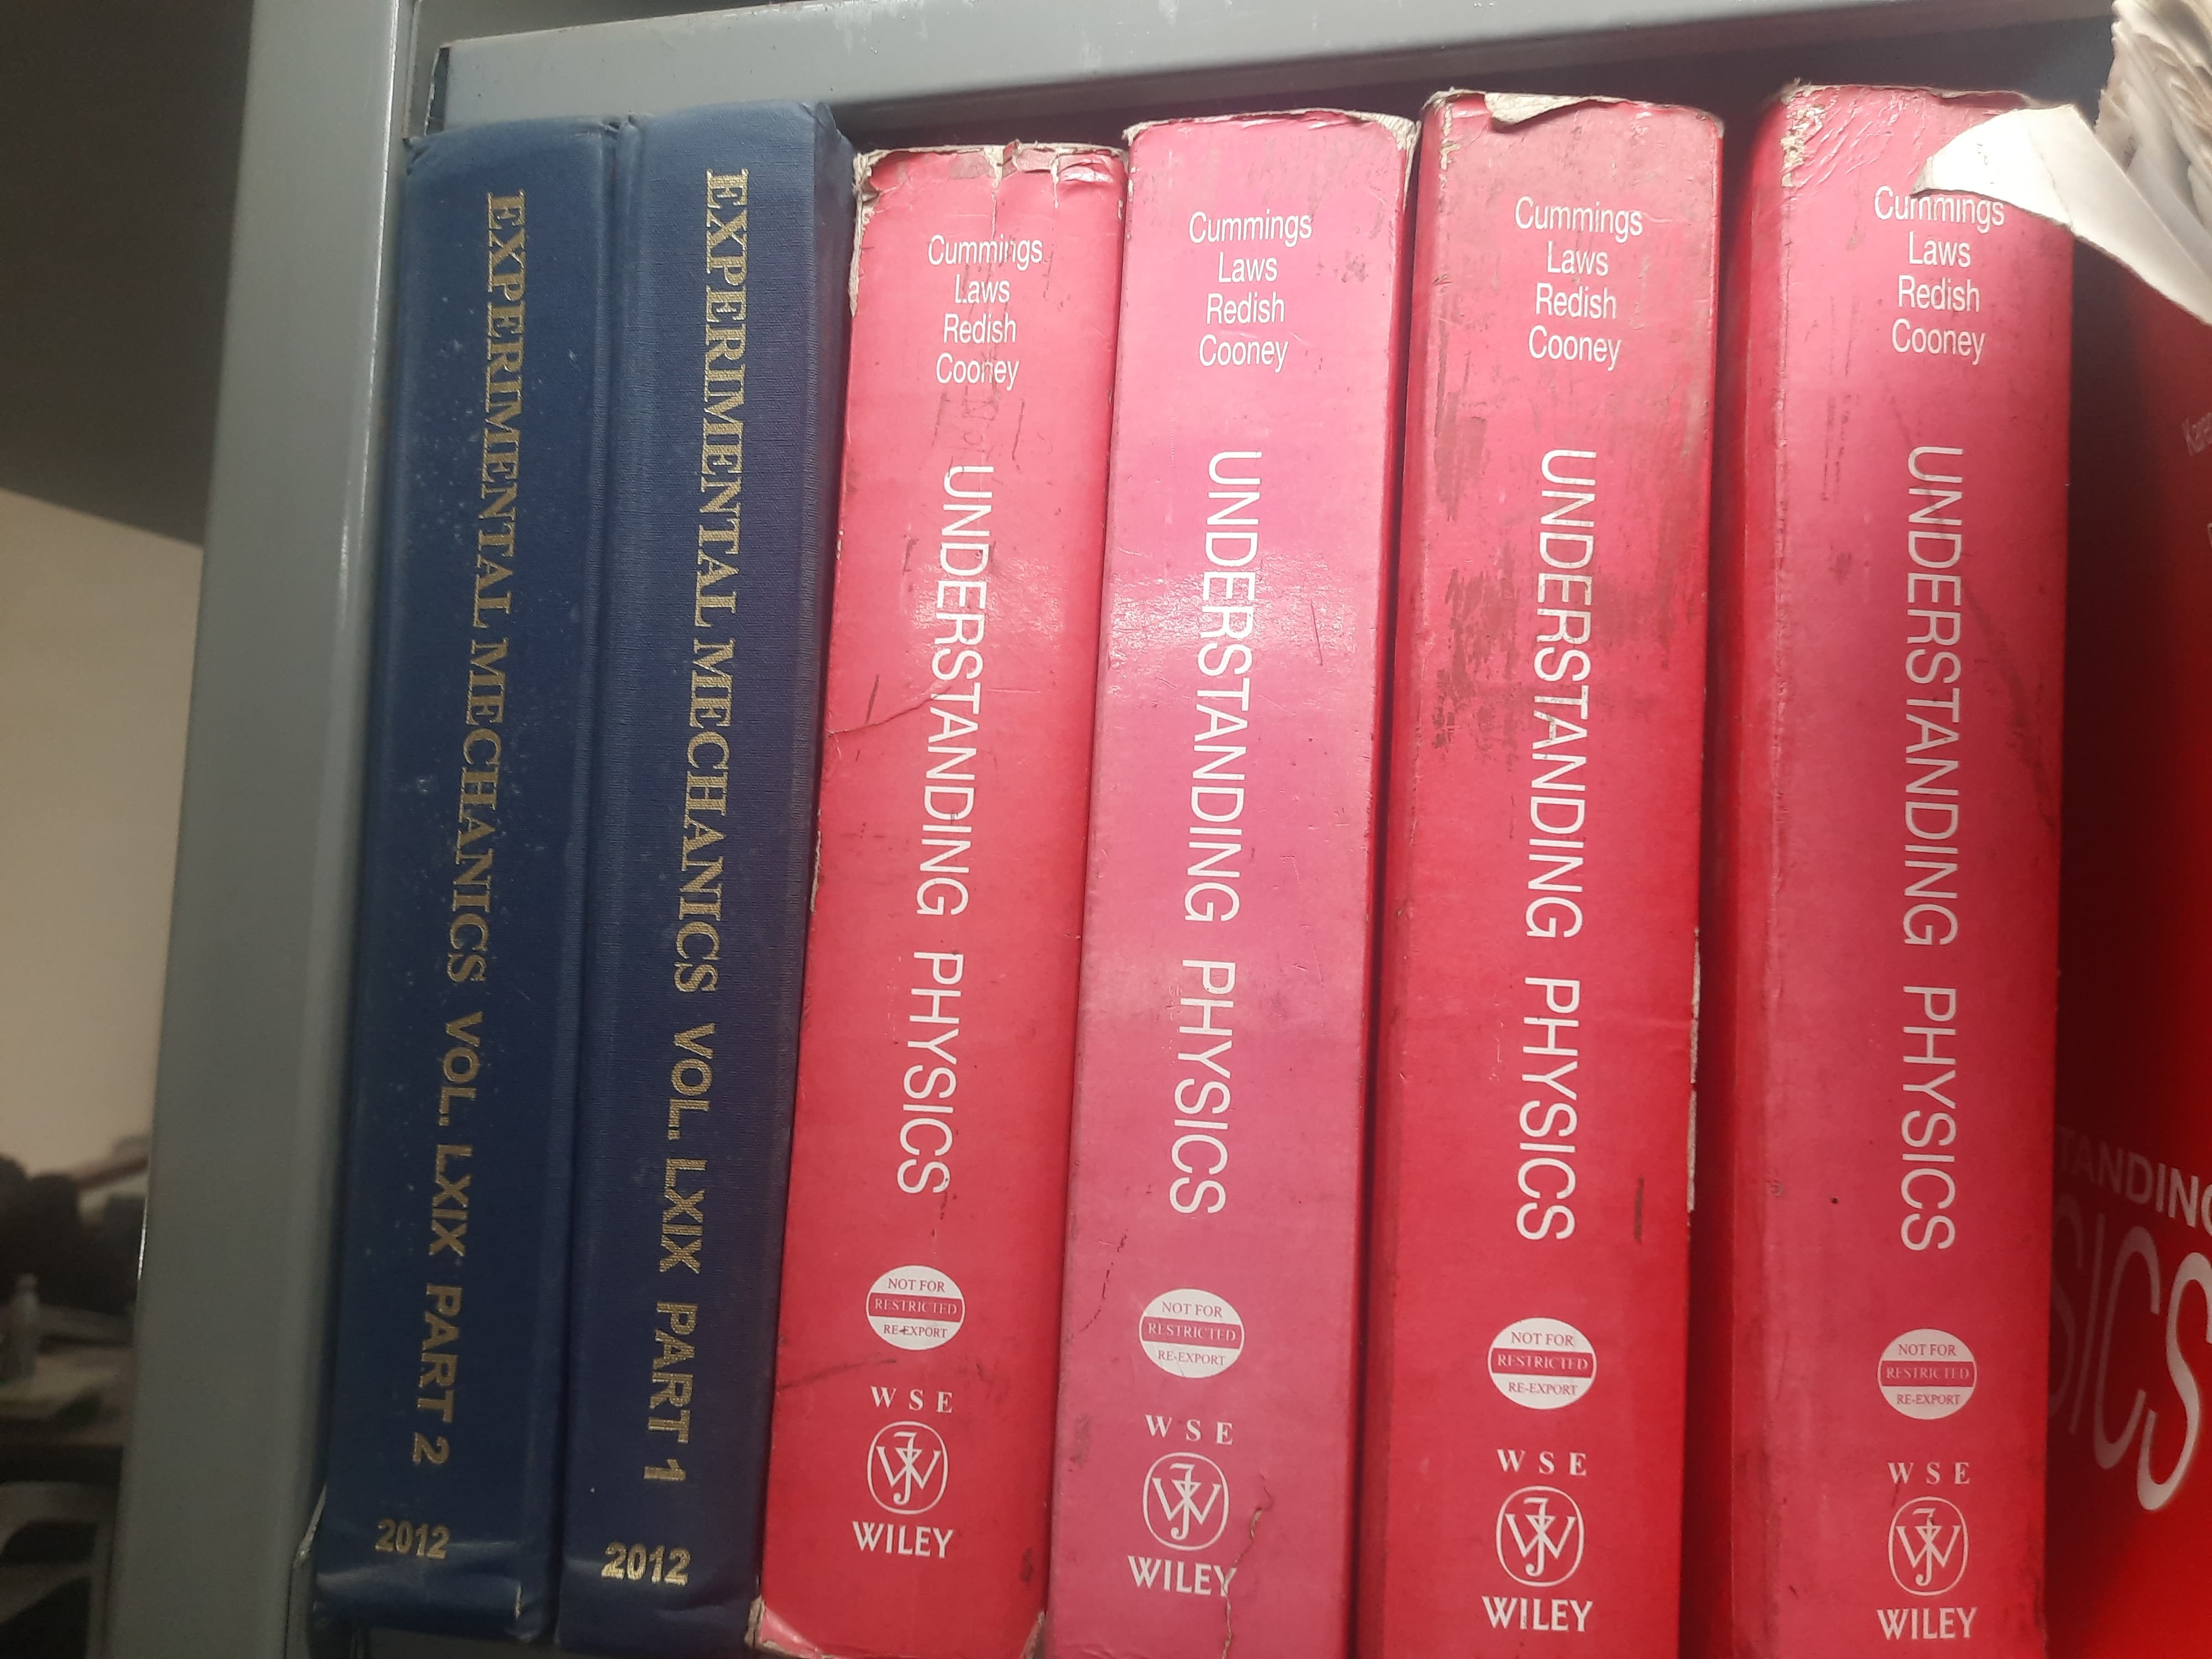 EXPERIMENTAL MECHANICS VOL. LXIX PART 2
2012
EXPERIMENTAL MECHANICS VOL. LXIX PART 1
2012
Cummings
Laws
Redish
Cooney
UNDERSTANDING PHYSICS
NOT FOR
RESTRICTED
RE-EXPORT
WSE
WILEY
Cummings
Laws
Redish
Cooney
UNDERSTANDING PHYSICS
NOT FOR
RESTRICTED
RE-EXPORT
WSE
WILEY
Cummings
Laws
Redish
Cooney
UNDERSTANDING PHYSICS
NOT FOR
RESTRICTED
RE-EXPORT
WSE
WILEY
Cummings
Laws
Redish
Cooney
UNDERSTANDING PHYSICS
NOT FOR
RESTRICTED
RE-EXPORT
WSE
WILEY